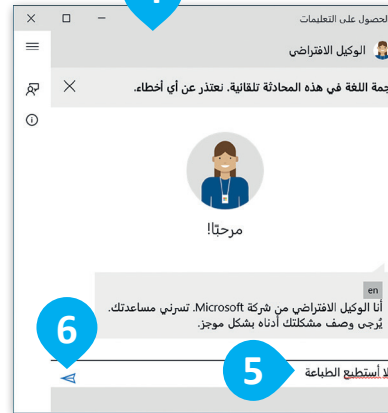 الحصول على التعليمات
الوكيل الافتراضي
جمة اللغة في هذه المحادثة تلقائية. نعتذر عن أي أخطاء.
مرحبًا!
en
أنا الوكيل الافتراضي من شركة Microsoft. تسرني مساعدتك.
يُرجى وصف مشكلتك أدناه بشكل موجز.
6
5
لا أستطيع الطباعة